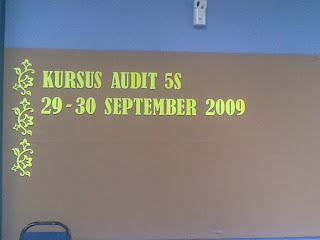 KURSUS AUDIT 5S
29-30 SEPTEMBER 2009